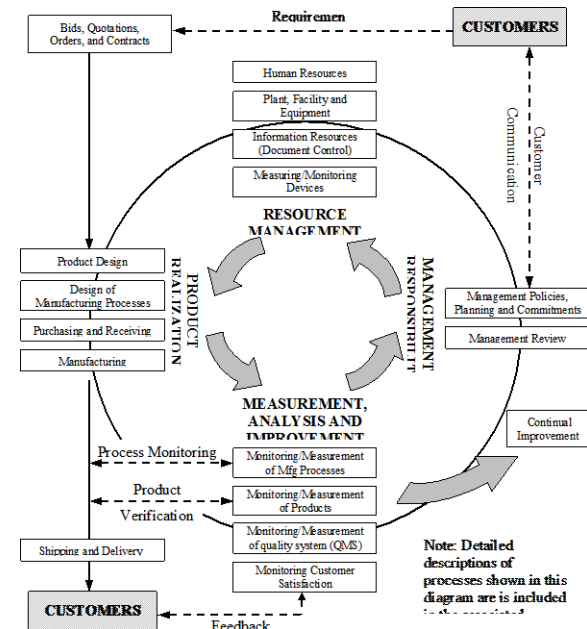 Requiremen
CUSTOMERS
Bids, Quotations,
Orders, and Contracts
Human Resources
Plant, Facility and
Equipment
Information Resources
(Document Control)
Measuring/Monitoring
Devices
Customer
Communication
RESOURCE
MANAGEMENT
Product Design
Design of
Manufacturing Processes
Purchasing and Receiving
Manufacturing
PRODUCT
REALIZATION
MANAGEMENT
RESPONSIBILIT
Management Policies,
Planning and Commitments
Management Review
MEASUREMENT,
ANALYSIS AND
IMPROVEMENT
Continual
Improvement
Process Monitoring
Monitoring/Measurement
of Mfg Processes
Product
Verification
Monitoring/Measurement
of Products
Monitoring/Measurement
of quality system (QMS)
Shipping and Delivery
Monitoring Customer
Satisfaction
Note: Detailed
descriptions of
processes shown in this
diagram are is included
in the associated
CUSTOMERS
Feedback